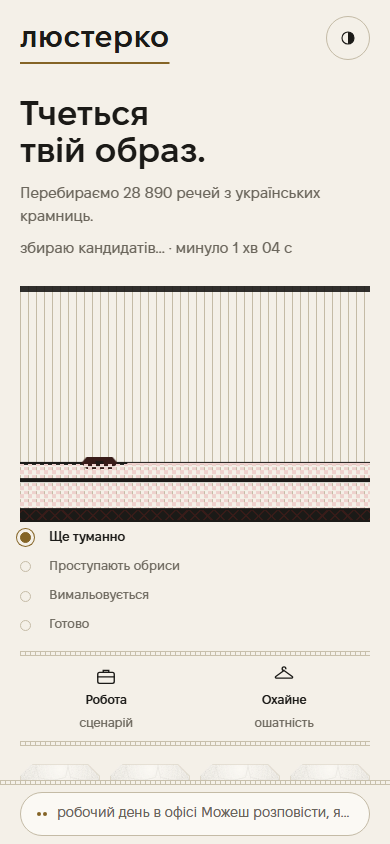 люстерко
Тчеться
твій образ.
Перебираємо 28 890 речей з українських
крамниць.
збираю кандидатів… · минуло 1 хв 04 с
Ще туманно
Проступають обриси
Вимальовується
Готово
Робота
Охайне
сценарій
ошатність
робочий день в офісі Можеш розповісти, я…